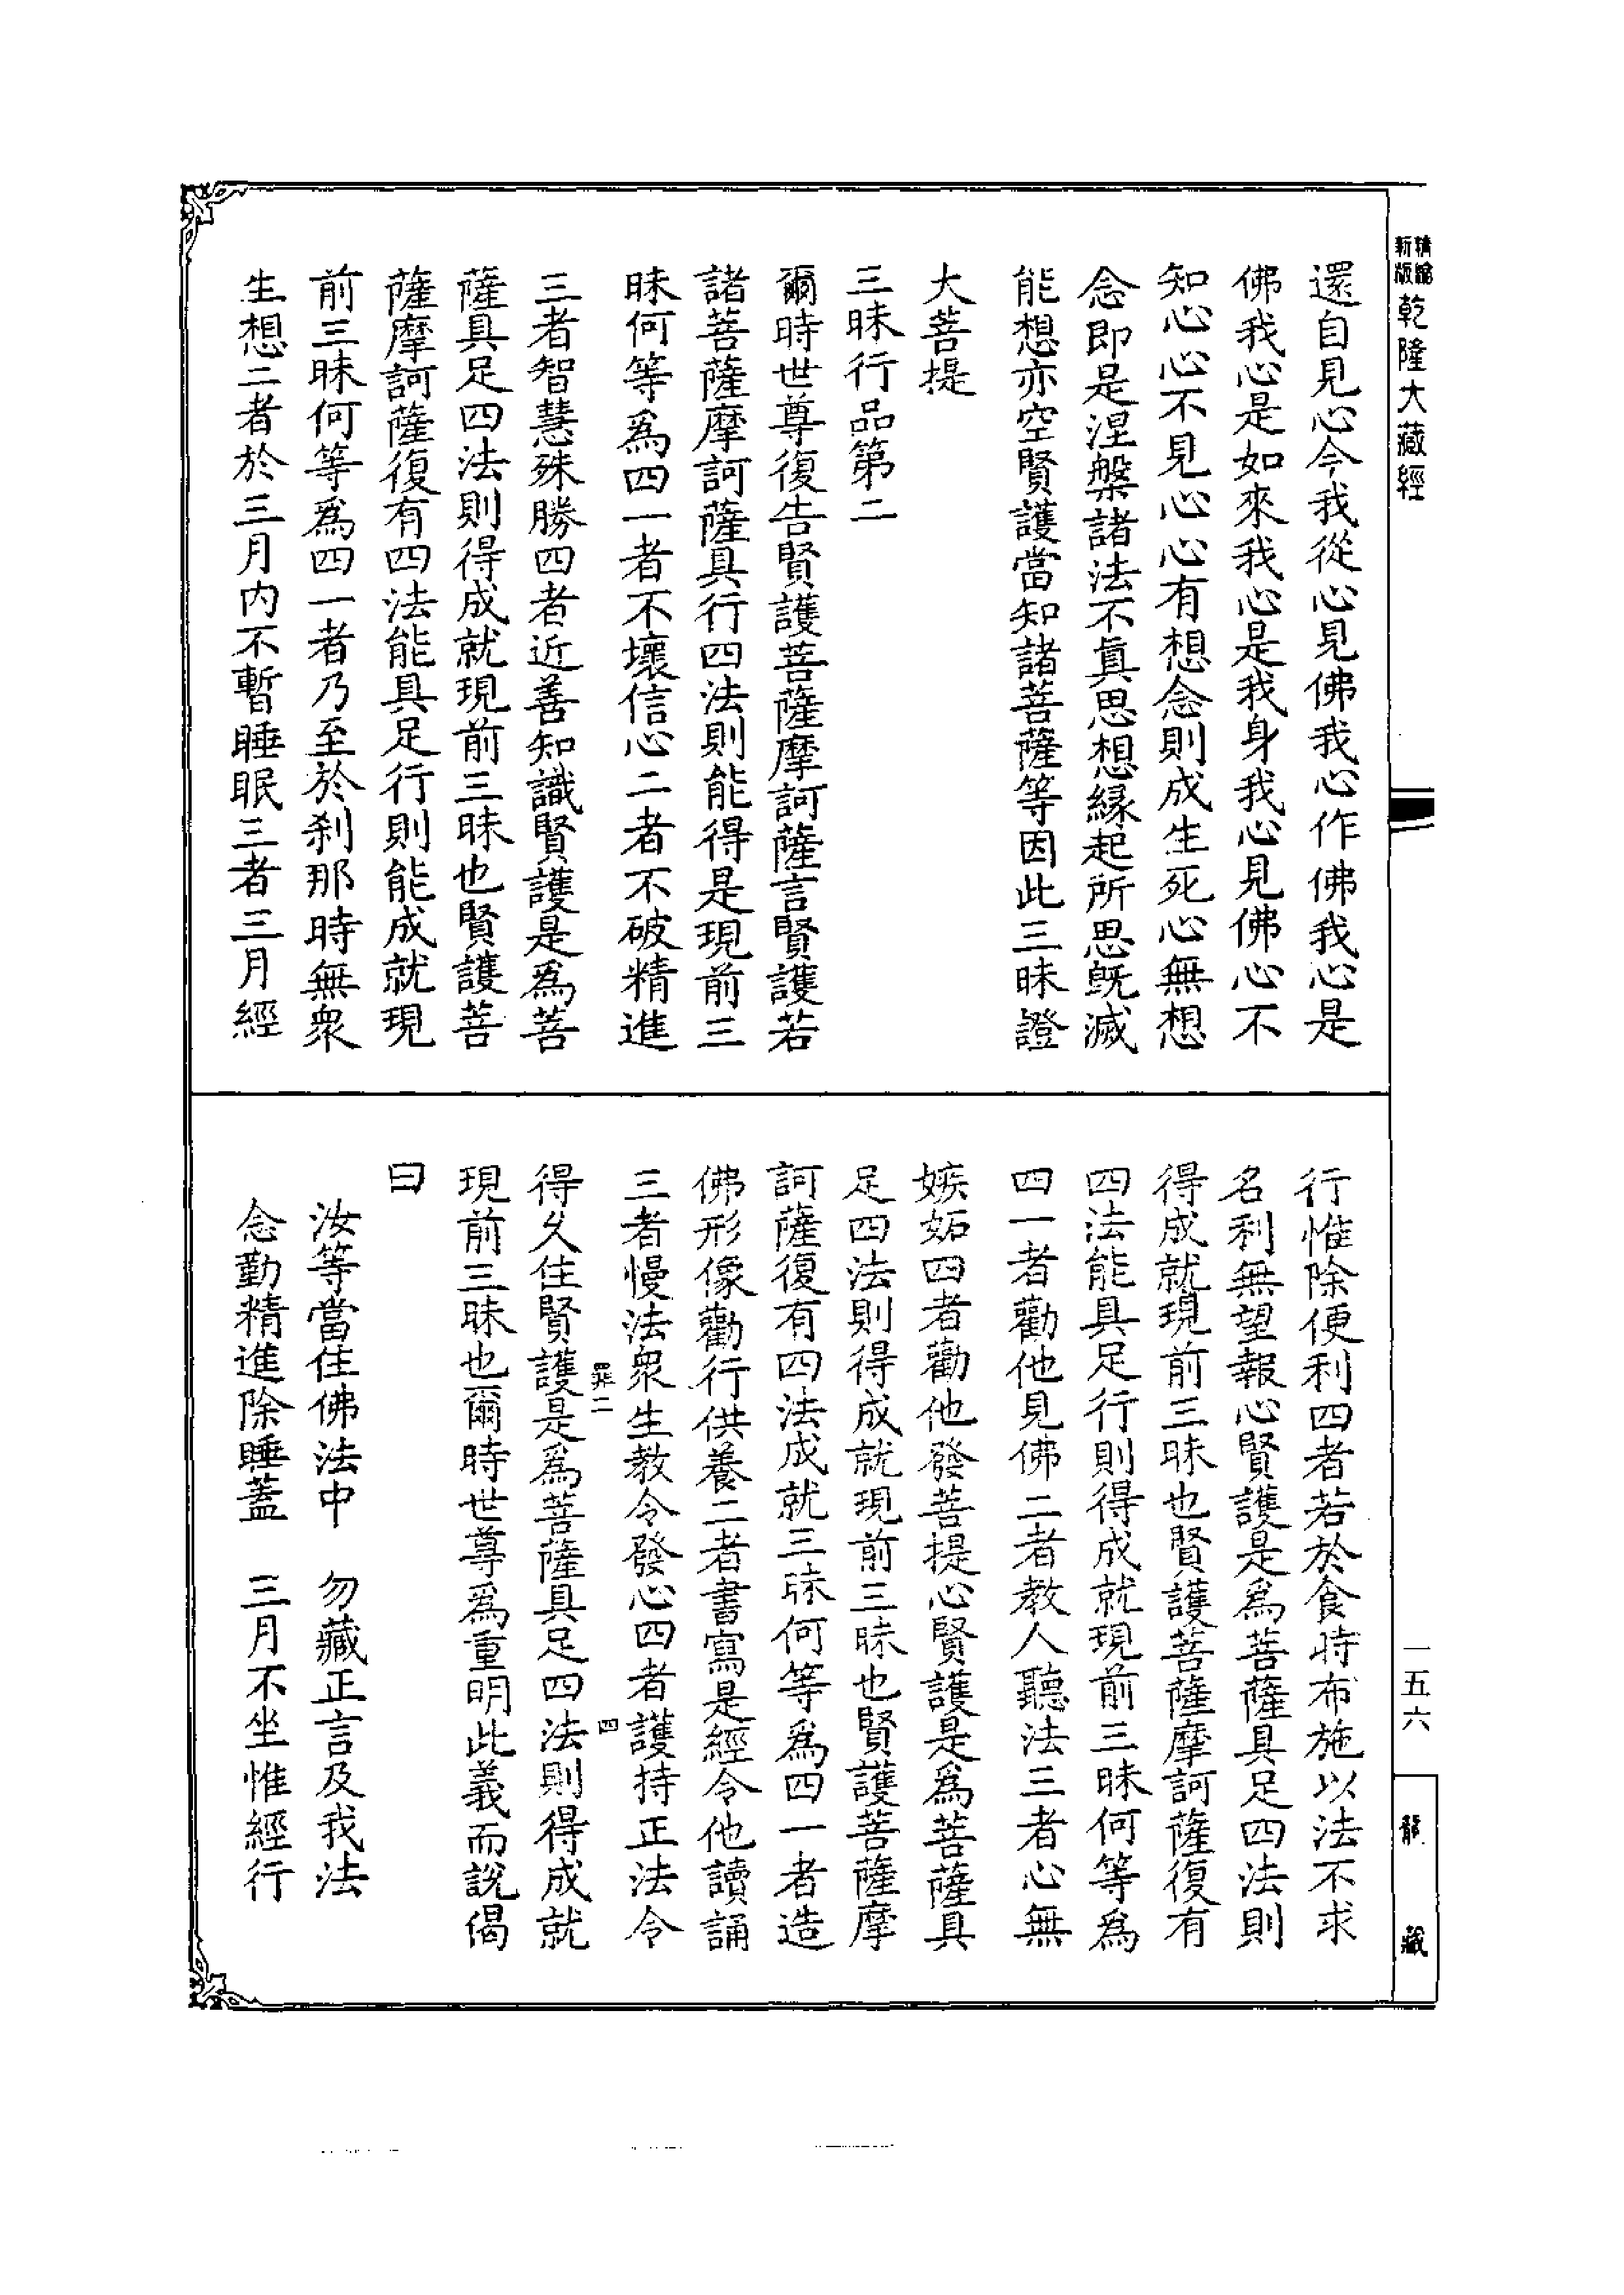 新版
精縮
乾隆大藏經
還自見心今我從心見佛我心作佛我心是
佛我心是如來我心是我身我心見佛心不
知心心不見心心有想念則成生死心無想
念即是涅槃諸法不真思想緣起所思既滅
能想亦空賢護當知諸菩薩等因此三昧證
大菩提
三昧行品第二
爾時世尊復告賢護菩薩摩訶薩言賢護若
諸菩薩摩訶薩具行四法則能得是現前三
昧何等為四一者不壞信心二者不破精進
三者智慧殊勝四者近善知識賢護是為菩
薩具足四法則得成就現前三昧也賢護菩
薩摩訶薩復有四法能具足行則能成就現
前三昧何等為四一者乃至於剎那時無衆
生想二者於三月內不暫睡眠三者三月經
行惟除便利四者若於食時布施以法不求
名利無望報心賢護是為菩薩具足四法則
得成就現前三昧也賢護菩薩摩訶薩復有
四法能具足行則得成就現前三昧何等為
四一者勸他見佛二者教人聽法三者心無
嫉妬四者勸他發菩提心賢護是為菩薩具
足四法則得成就現前三昧也賢護菩薩摩
訶薩復有四法成就三昧何等為四一者造
佛形像勸行供養二者書寫是經令他讀誦
三者慢法衆生教令發心四者護持正法令
得久住賢護是為菩薩具足四法則得成就
現前三昧也爾時世尊為重明此義而說偈
曰
汝等當住佛法中　勿藏正言及我法
念勤精進除睡蓋　三月不坐惟經行
四
一五六
龍藏